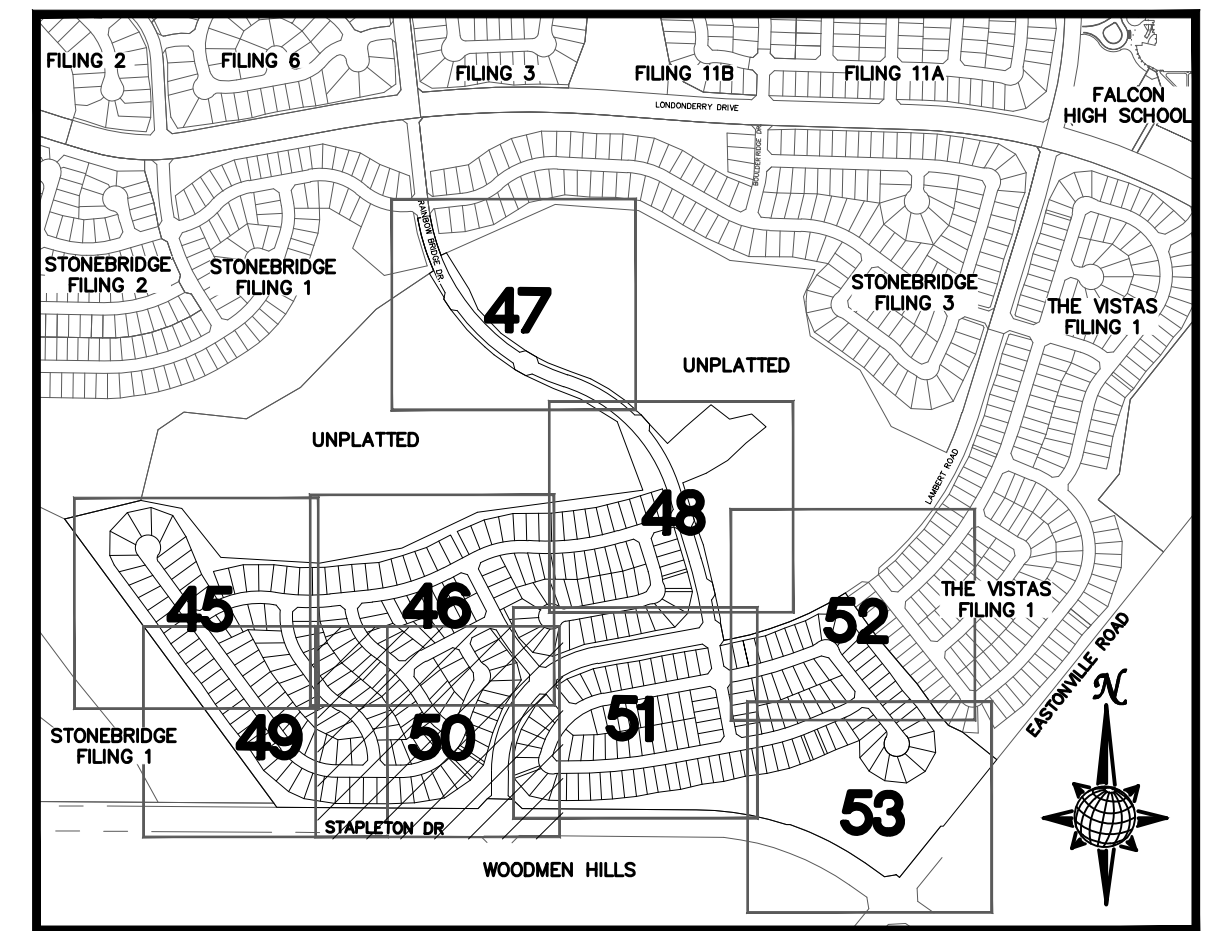 FILING 2
FILING 6
FILING 3
FILING 11B
FILING 11A
FALCON
HIGH SCHOOL
LONDONDERRY DRIVE
BOULDER RIDGE DR
RAINBOW BRIDGE DR.
STONEBRIDGE
FILING 2
STONEBRIDGE
FILING 1
STONEBRIDGE
FILING 3
THE VISTAS
FILING 1
47
UNPLATTED
UNPLATTED
LAMBERT ROAD
48
45
46
52
THE VISTAS
FILING 1
EASTONVILLE ROAD
N
STONEBRIDGE
FILING 1
49
50
51
53
STAPLETON DR
WOODMEN HILLS